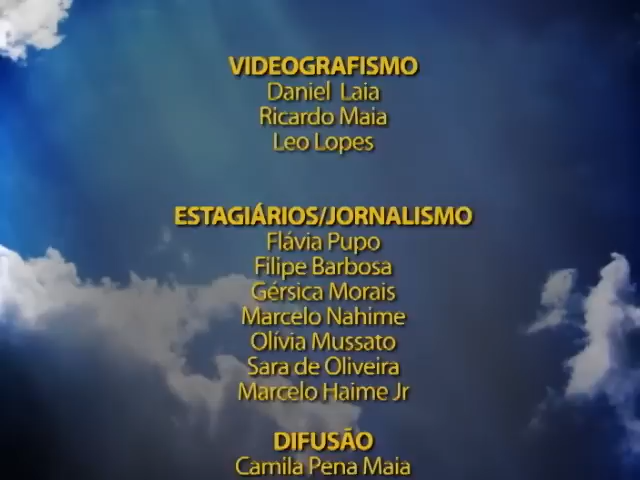 VIDEOGRAFISMO
Daniel Laia
Ricardo Maia
Leo Lopes
ESTAGIÁRIOS/JORNALISMO
Flávia Pupo
Filipe Barbosa
Gérsica Morais
Marcelo Nahime
Olívia Mussato
Sara de Oliveira
Marcelo Haime Jr
DIFUSÃO
Camila Pena Maia